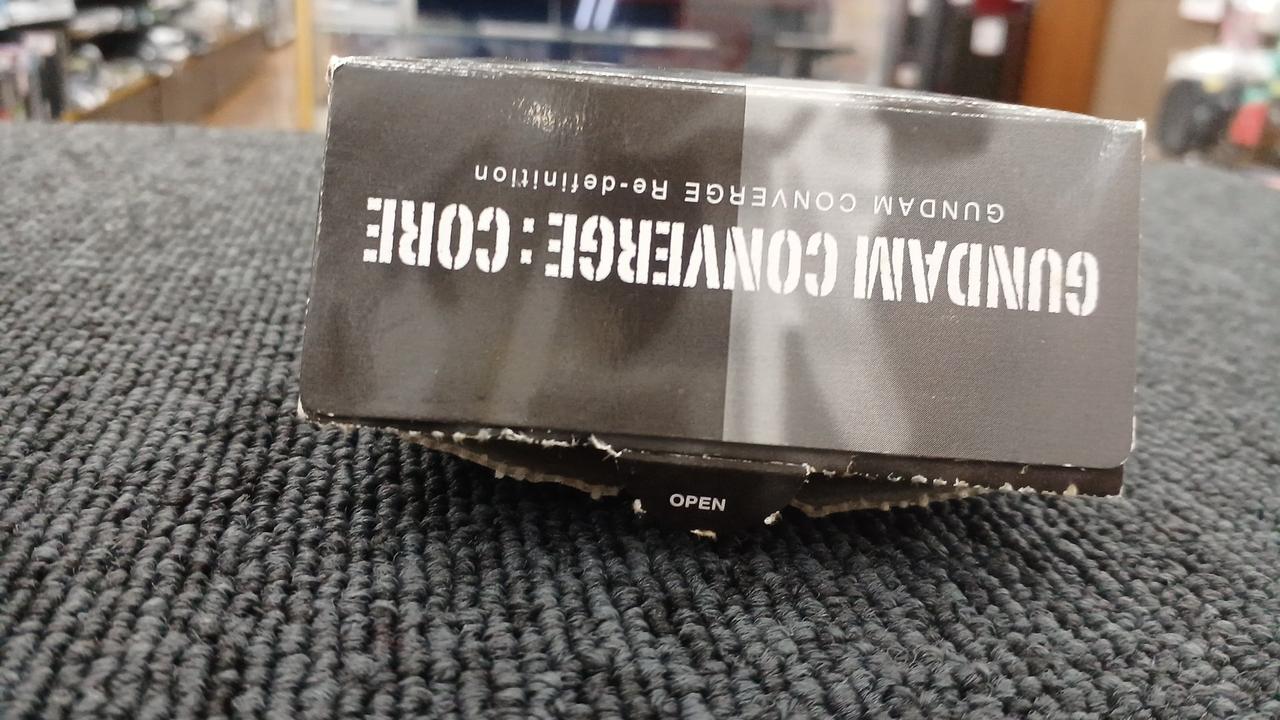 GUNDAM CONVERGE : CORE
GUNDAM CONVERGE Re-definition
OPEN